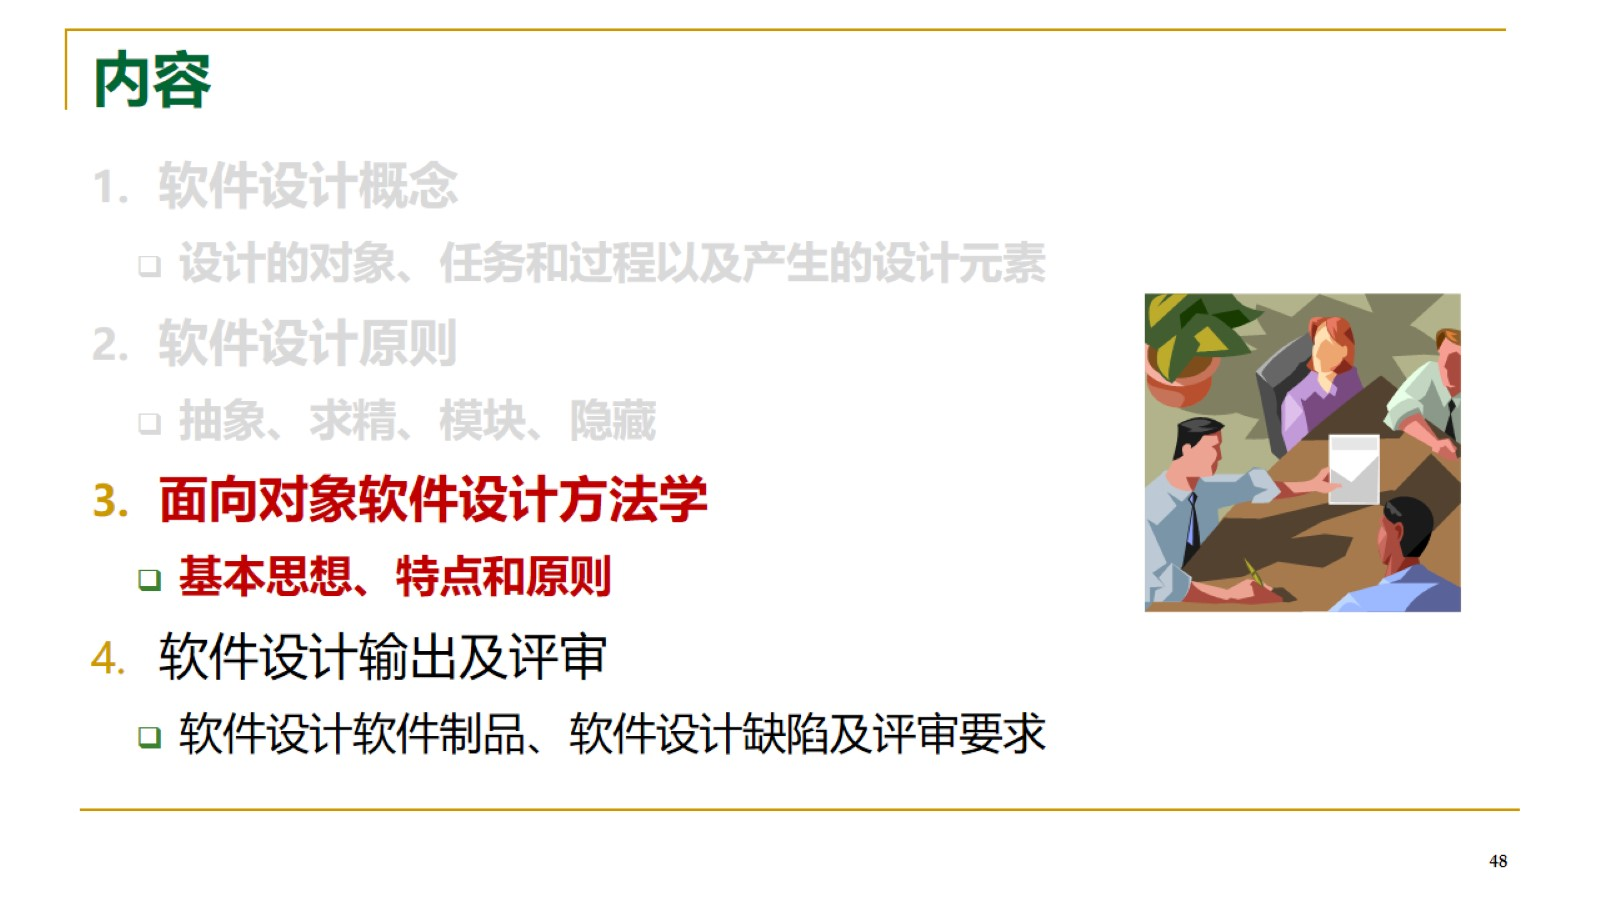 内容
1. 软件设计概念
❑ 设计的对象、任务和过程以及产生的设计元素
2. 软件设计原则
❑ 抽象、求精、模块、隐藏
3. 面向对象软件设计方法学
❑ 基本思想、特点和原则
4. 软件设计输出及评审
❑ 软件设计软件制品、软件设计缺陷及评审要求
48